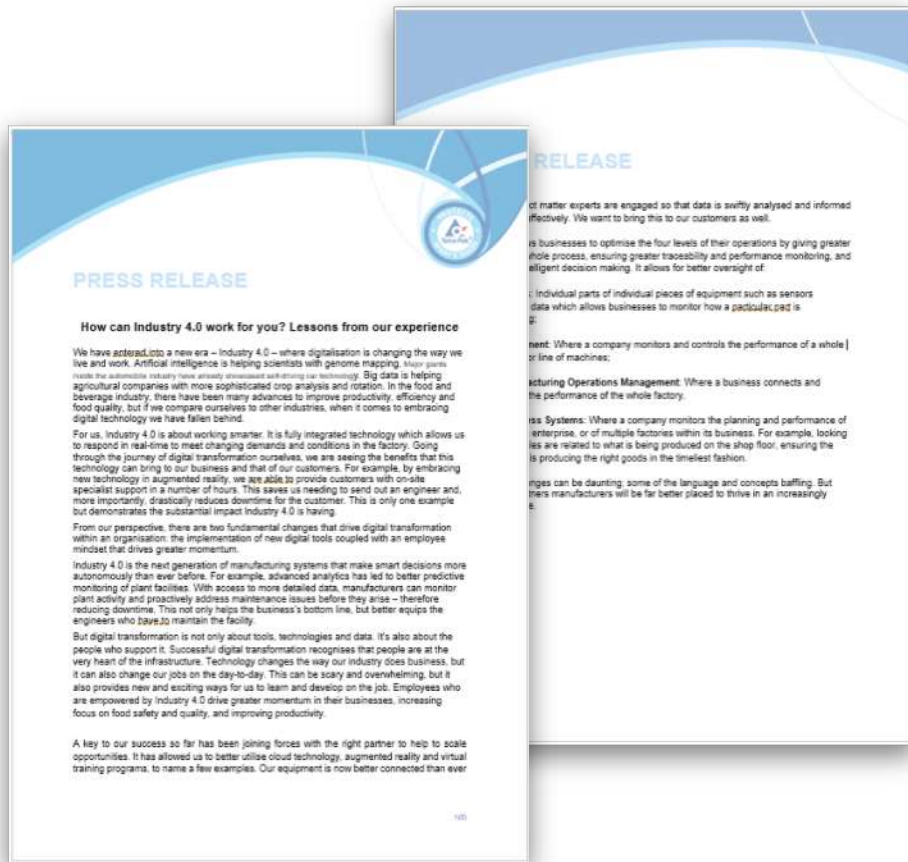 PRESS RELEASE
How can Industry 4.0 work for you? Lessons from our experience
We have entered into a new era – Industry 4.0 – where digitalisation is changing the way we
live and work. Artificial intelligence is helping scientists with genome mapping. Major giants
inside the automobile industry have already showcased self-driving car technology. Big data is helping
agricultural companies with more sophisticated crop analysis and rotation. In the food and
beverage industry, there have been many advances to improve productivity, efficiency and
food quality, but if we compare ourselves to other industries, when it comes to embracing
digital technology we have fallen behind.
For us, Industry 4.0 is about working smarter. It is fully integrated technology which allows us
to respond in real-time to meet changing demands and conditions in the factory. Going
through the journey of digital transformation ourselves, we are seeing the benefits that this
technology can bring to our business and that of our customers. For example, by embracing
new technology in augmented reality, we are able to provide customers with on-site
specialist support in a number of hours. This saves us needing to send out an engineer and,
more importantly, drastically reduces downtime for the customer. This is only one example
but demonstrates the substantial impact Industry 4.0 is having.
From our perspective, there are two fundamental changes that drive digital transformation
within an organisation: the implementation of new digital tools coupled with an employee
mindset that drives greater momentum.
Industry 4.0 is the next generation of manufacturing systems that make smart decisions more
autonomously than ever before. For example, advanced analytics has led to better predictive
monitoring of plant facilities. With access to more detailed data, manufacturers can monitor
plant activity and proactively address maintenance issues before they arise – therefore
reducing downtime. This not only helps the business's bottom line, but better equips the
engineers who have to maintain the facility.
But digital transformation is not only about tools, technologies and data. It's also about the
people who support it. Successful digital transformation recognises that people are at the
very heart of the infrastructure. Technology changes the way our industry does business, but
it can also change our jobs on the day-to-day. This can be scary and overwhelming, but it
also provides new and exciting ways for us to learn and develop on the job. Employees who
are empowered by Industry 4.0 drive greater momentum in their businesses, increasing
focus on food safety and quality, and improving productivity.
A key to our success so far has been joining forces with the right partner to help to scale
opportunities. It has allowed us to better utilise cloud technology, augmented reality and virtual
training programs, to name a few examples. Our equipment is now better connected than ever
Tetra Pak
RELEASE
ct matter experts are engaged so that data is swiftly analysed and informed
ffectively. We want to bring this to our customers as well.
s businesses to optimise the four levels of their operations by giving greater
hole process, ensuring greater traceability and performance monitoring, and
elligent decision making. It allows for better oversight of:
: Individual parts of individual pieces of equipment such as sensors
data which allows businesses to monitor how a particular part is
g;
ment: Where a company monitors and controls the performance of a whole
or line of machines;
cturing Operations Management: Where a business connects and
the performance of the whole factory.
ess Systems: Where a company monitors the planning and performance of
enterprise, or of multiple factories within its business. For example, looking
es are related to what is being produced on the shop floor, ensuring the
is producing the right goods in the timeliest fashion.
nges can be daunting; some of the language and concepts baffling. But
ners manufacturers will be far better placed to thrive in an increasingly
e.